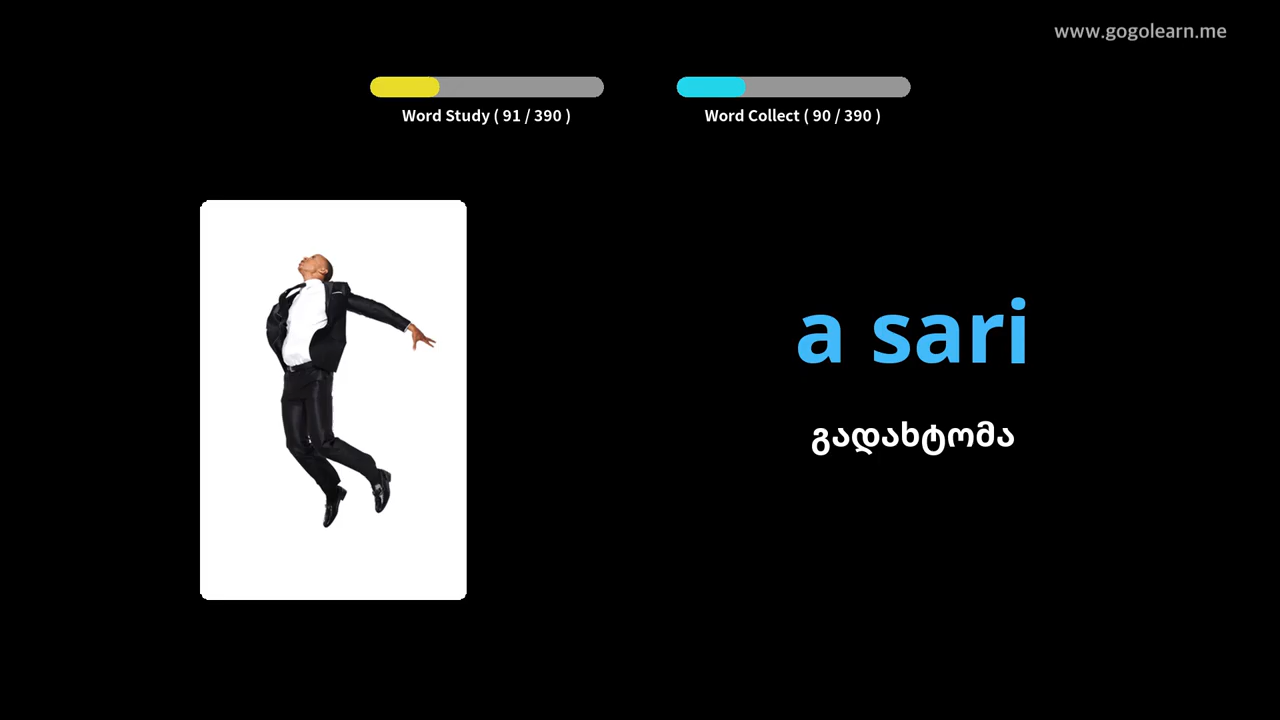 www.gogolearn.me
Word Study ( 91 / 390 )
Word Collect ( 90 / 390 )
a sari
გადახტომა